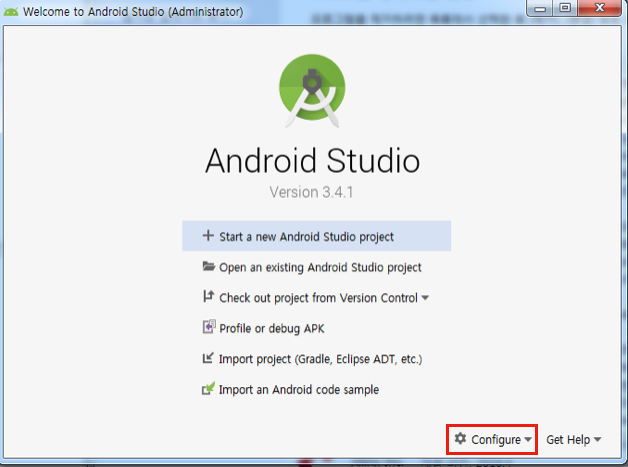 Welcome to Android Studio (Administrator)
Android Studio
Version 3.4.1
Start a new Android Studio project
Open an existing Android Studio project
Check out project from Version Control
Profile or debug APK
Import project (Gradle, Eclipse ADT, etc.)
Import an Android code sample
Configure
Get Help